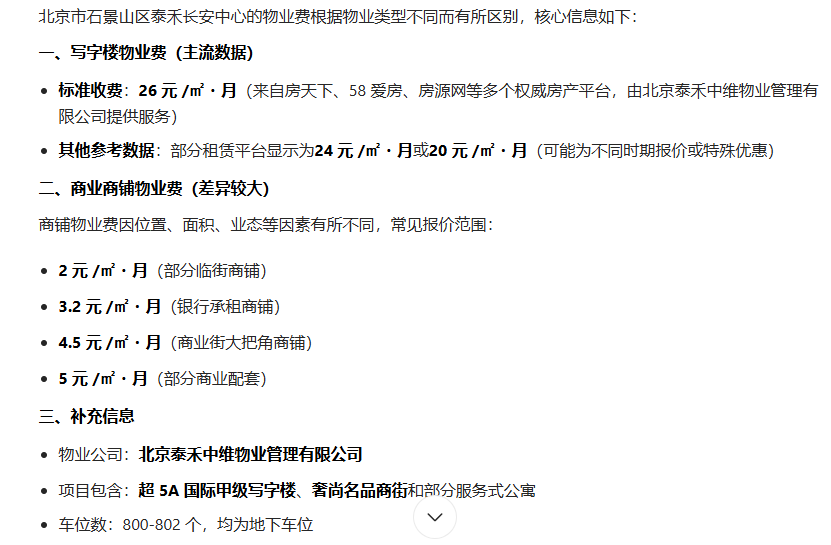 北京市石景山区泰禾长安中心的物业费根据物业类型不同而有所区别，核心信息如下：
一、写字楼物业费（主流数据）
• 标准收费：26 元 /㎡・月（来自房天下、58 爱房、房源网等多个权威房产平台，由北京泰禾中维物业管理有
限公司提供服务）
• 其他参考数据：部分租赁平台显示为24 元 /㎡・月或20 元 /㎡・月（可能为不同时期报价或特殊优惠）
二、商业商铺物业费（差异较大）
商铺物业费因位置、面积、业态等因素有所不同，常见报价范围：
• 2 元 /㎡・月（部分临街商铺）
• 3.2 元 /㎡・月（银行承租商铺）
• 4.5 元 /㎡・月（商业街大把角商铺）
• 5 元 /㎡・月（部分商业配套）
三、补充信息
• 物业公司：北京泰禾中维物业管理有限公司
• 项目包含：超 5A 国际甲级写字楼、奢尚名品商街和部分服务式公寓
• 车位数：800-802 个，均为地下车位